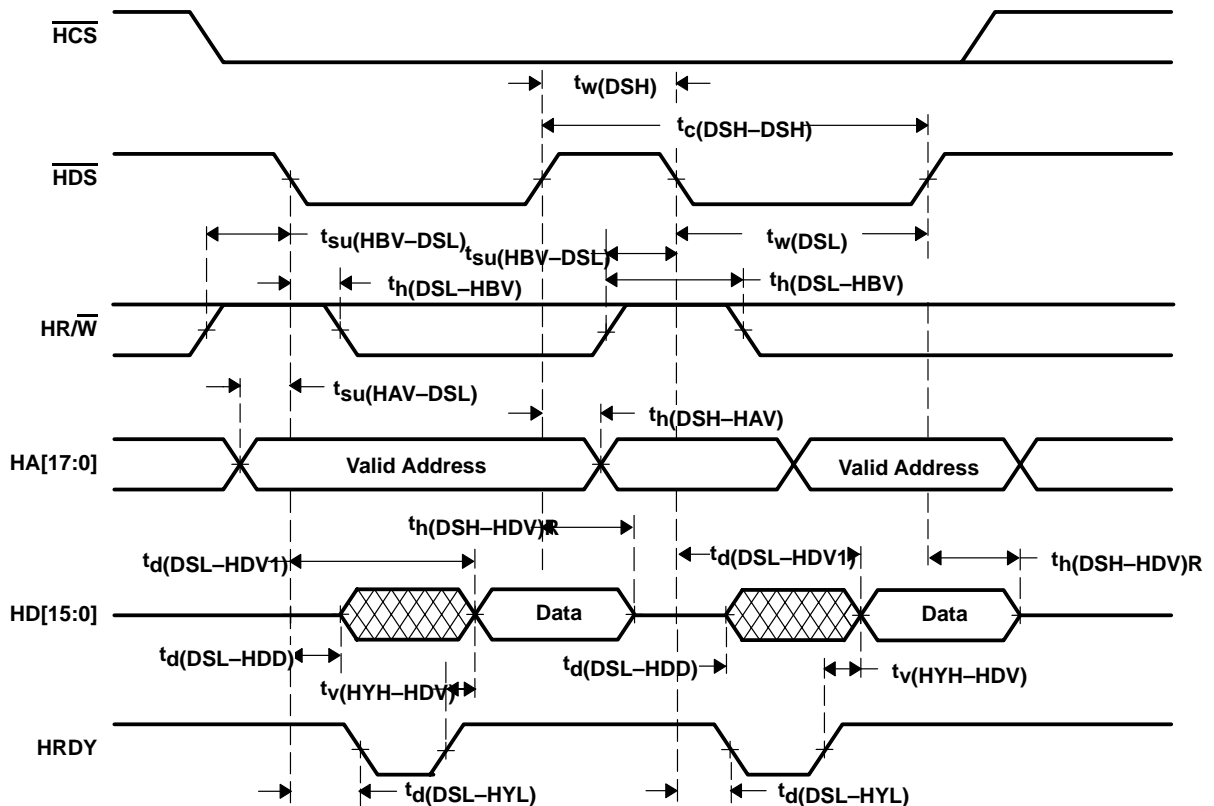 HCS
tw(DSH)
tc(DSH–DSH)
HDS
tsu(HBV–DSL)
tsu(HBV–DSL)
tw(DSL)
th(DSL–HBV)
th(DSL–HBV)
HR/W
tsu(HAV–DSL)
th(DSH–HAV)
HA[17:0]
Valid Address
Valid Address
th(DSH–HDV)R
td(DSL–HDV1)
td(DSL–HDV1)
th(DSH–HDV)R
HD[15:0]
Data
Data
td(DSL–HDD)
td(DSL–HDD)
tv(HYH–HDV)
tv(HYH–HDV)
HRDY
td(DSL–HYL)
td(DSL–HYL)